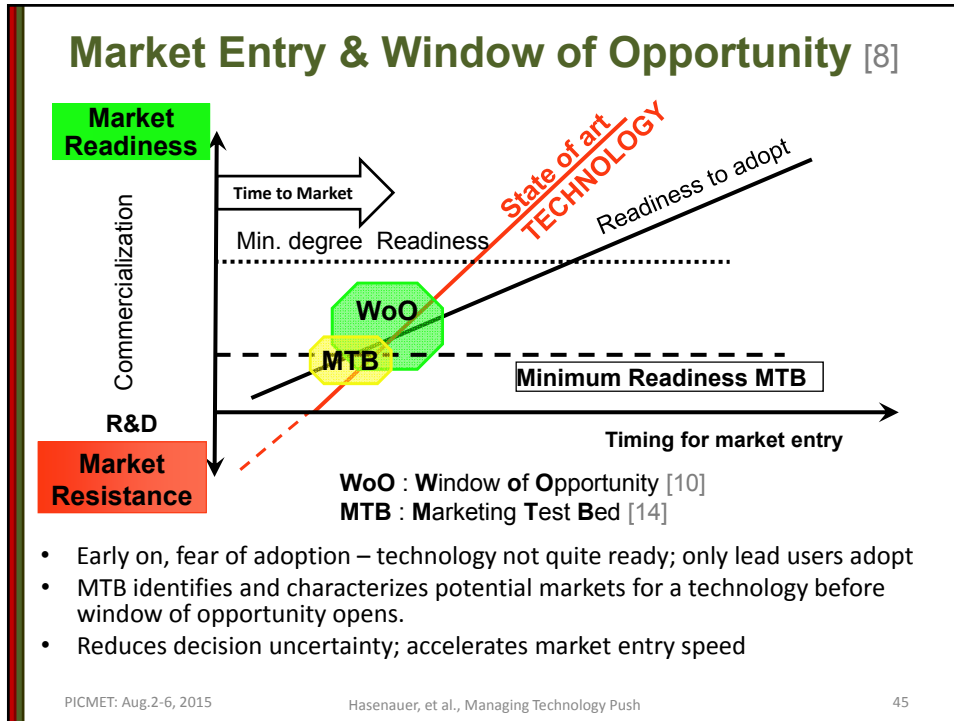 Market Entry & Window of Opportunity [8]
Market
Readiness
State of art
TECHNOLOGY
Readiness to adopt
Time to Market
Min. degree Readiness
Commercialization
WoO
MTB
Minimum Readiness MTB
R&D
Timing for market entry
Market
Resistance
WoO : Window of Opportunity [10]
MTB : Marketing Test Bed [14]
• Early on, fear of adoption – technology not quite ready; only lead users adopt
• MTB identifies and characterizes potential markets for a technology before
window of opportunity opens.
• Reduces decision uncertainty; accelerates market entry speed
PICMET: Aug.2-6, 2015
Hasenauer, et al., Managing Technology Push
45